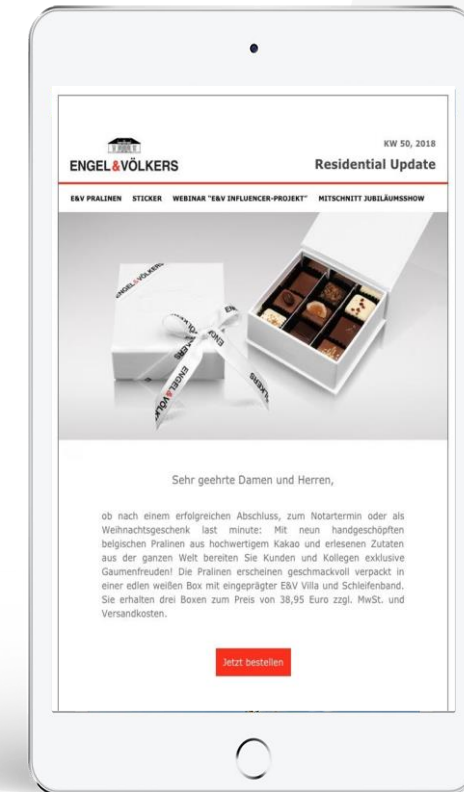 KW 50, 2018
ENGEL&VÖLKERS
Residential Update
E&V PRALINEN STICKER WEBINAR "E&V INFLUENCER-PROJEKT" MITSCHNITT JUBILÄUMSSHOW
ENGEL&VÖLKERS
ENGEL&VÖLK
Sehr geehrte Damen und Herren,
ob nach einem erfolgreichen Abschluss, zum Notartermin oder als
Weihnachtsgeschenk last minute: Mit neun handgeschöpften
belgischen Pralinen aus hochwertigem Kakao und erlesenen Zutaten
aus der ganzen Welt bereiten Sie Kunden und Kollegen exklusive
Gaumenfreuden! Die Pralinen erscheinen geschmackvoll verpackt in
einer edlen weißen Box mit eingeprägter E&V Villa und Schleifenband.
Sie erhalten drei Boxen zum Preis von 38,95 Euro zzgl. MwSt. und
Versandkosten.
Jetzt bestellen